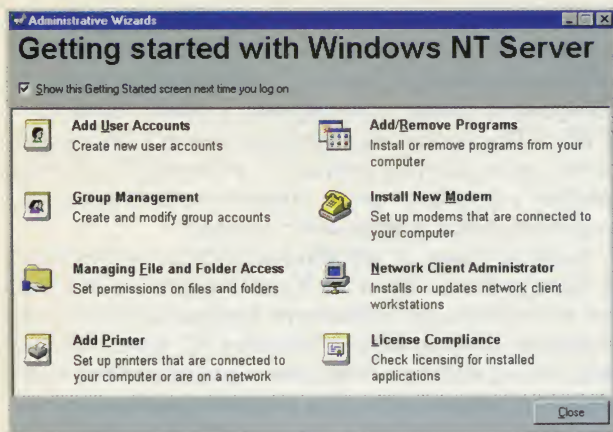 Administrative Wizards
Getting started with Windows NT Server
Show this Getting Started screen next time you log on
Add User Accounts
Create new user accounts
Group Management
Create and modify group accounts
Managing File and Folder Access
Set permissions on files and folders
Add Printer
Set up printers that are connected to
your computer or are on a network
Add/Remove Programs
Install or remove programs from your
computer
Install New Modem
Set up modems that are connected to
your computer
Network Client Administrator
Installs or updates network client
workstations
License Compliance
Check licensing for installed
applications
Close